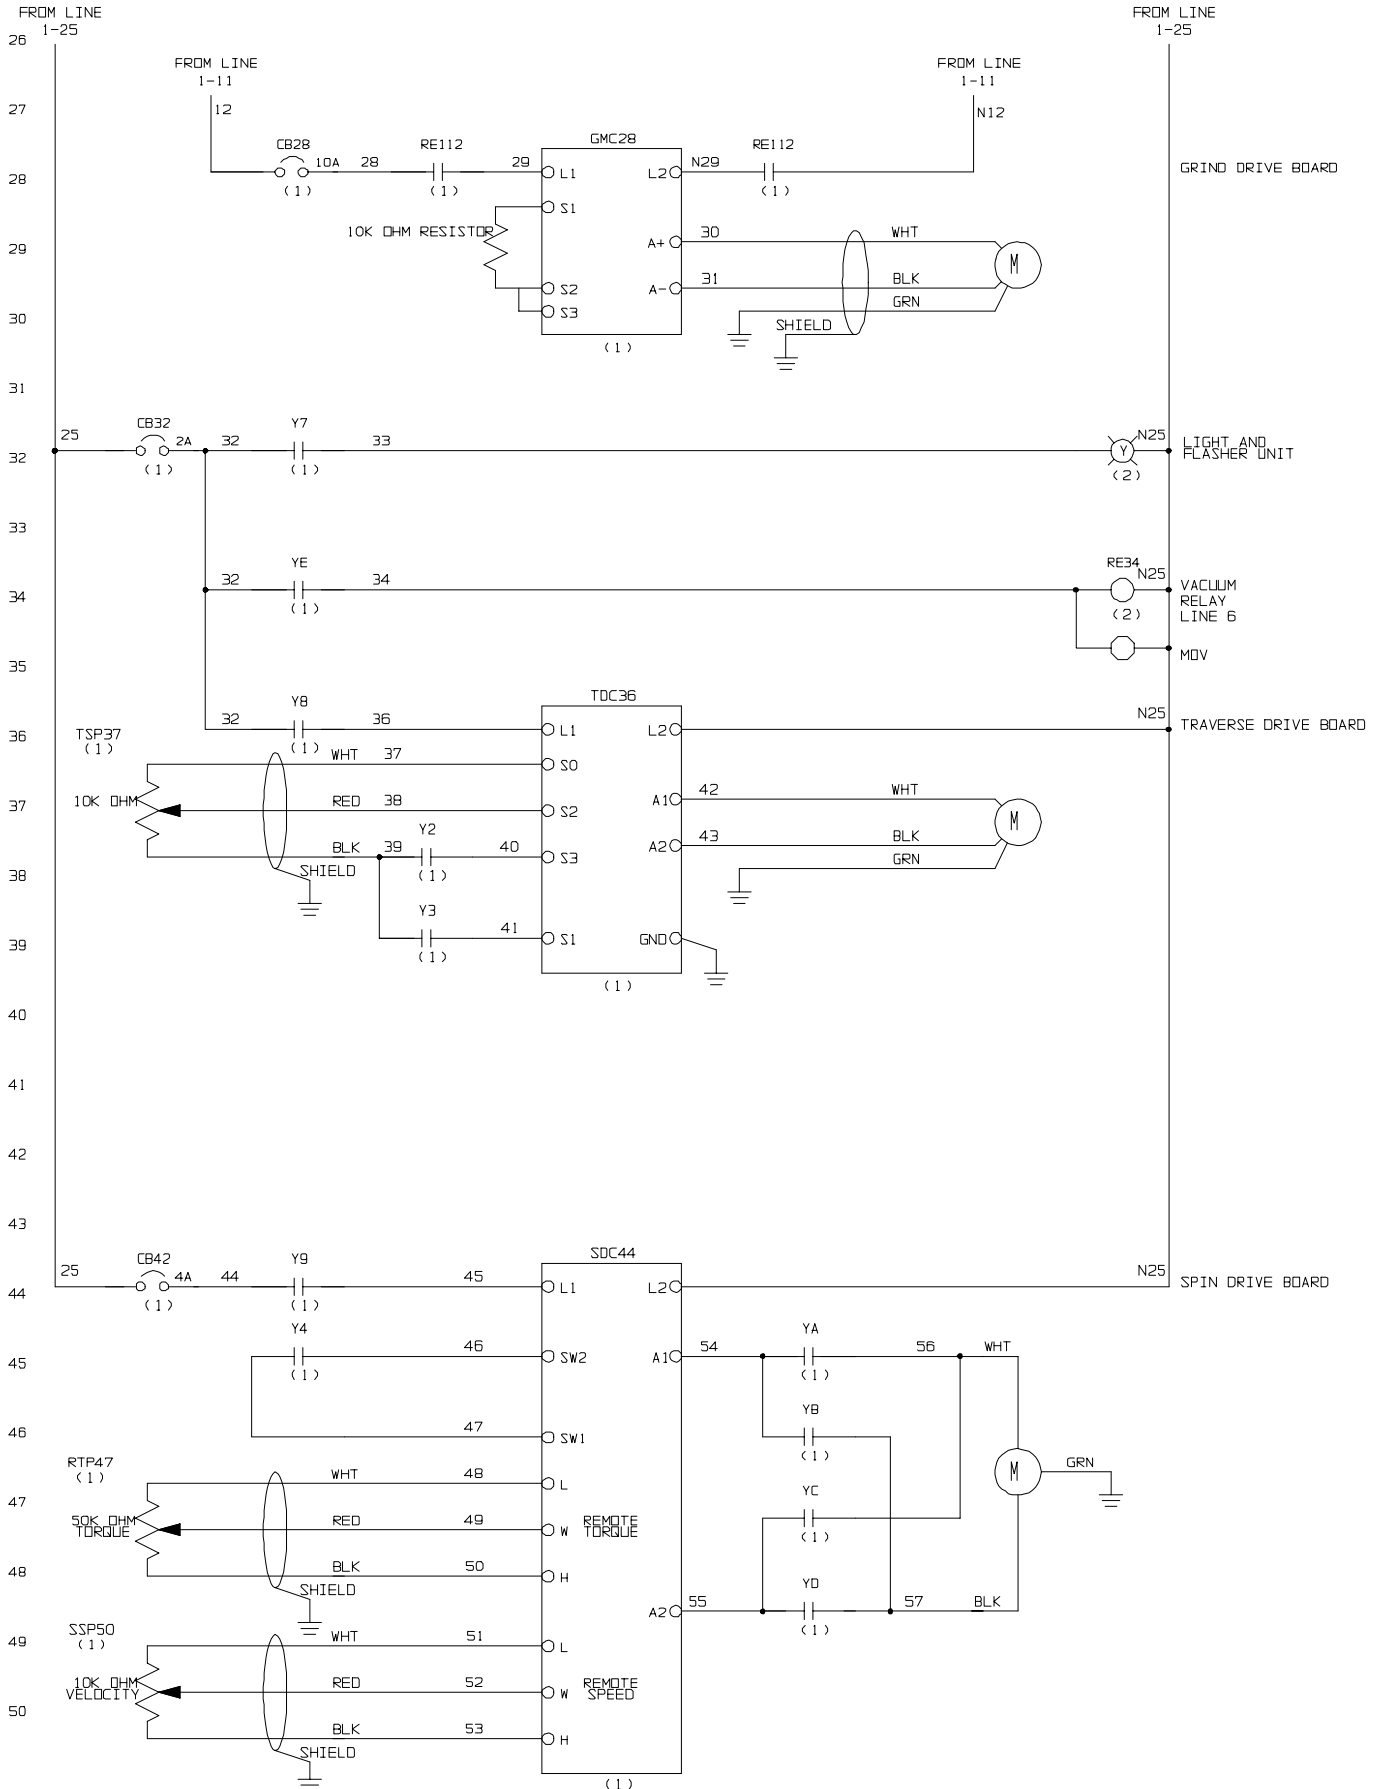 FROM LINE
1-25
FROM LINE
1-25
26
FROM LINE
1-11
FROM LINE
1-11
27
12
N12
GMC28
CB28
10A
28
RE112
29
L1
L2
N29
RE112
28
(1)
(1)
(1)
GRIND DRIVE BOARD
S1
10K OHM RESISTOR
29
A+
30
WHT
M
S2
A-
31
BLK
S3
GRN
30
SHIELD
(1)
31
25
CB32
2A
32
Y7
33
Y
N25
LIGHT AND
FLASHER UNIT
32
(1)
(1)
(2)
33
YE
RE34
32
34
N25
VACUUM
RELAY
LINE 6
34
(1)
(2)
35
MOV
TDC36
Y8
32
36
L1
L2
N25
TRAVERSE DRIVE BOARD
36
TSP37
(1)
(1)
WHT
37
S0
37
10K OHM
RED
38
S2
A1
42
WHT
M
Y2
BLK
39
40
S3
A2
43
BLK
GRN
38
SHIELD
(1)
Y3
41
S1
GND
39
(1)
(1)
40
41
42
43
SDC44
CB42
Y9
25
4A
44
45
L1
L2
N25
SPIN DRIVE BOARD
44
(1)
(1)
Y4
YA
45
46
SW2
A1
54
56
WHT
(1)
(1)
YB
46
47
SW1
(1)
RTP47
(1)
WHT
48
L
M
GRN
47
YC
50K OHM
TORQUE
RED
49
W
REMOTE
TORQUE
(1)
48
BLK
50
H
YD
SHIELD
A2
55
57
BLK
(1)
49
SSP50
(1)
WHT
51
L
10K OHM
VELOCITY
RED
52
W
REMOTE
SPEED
50
BLK
53
H
SHIELD
(1)